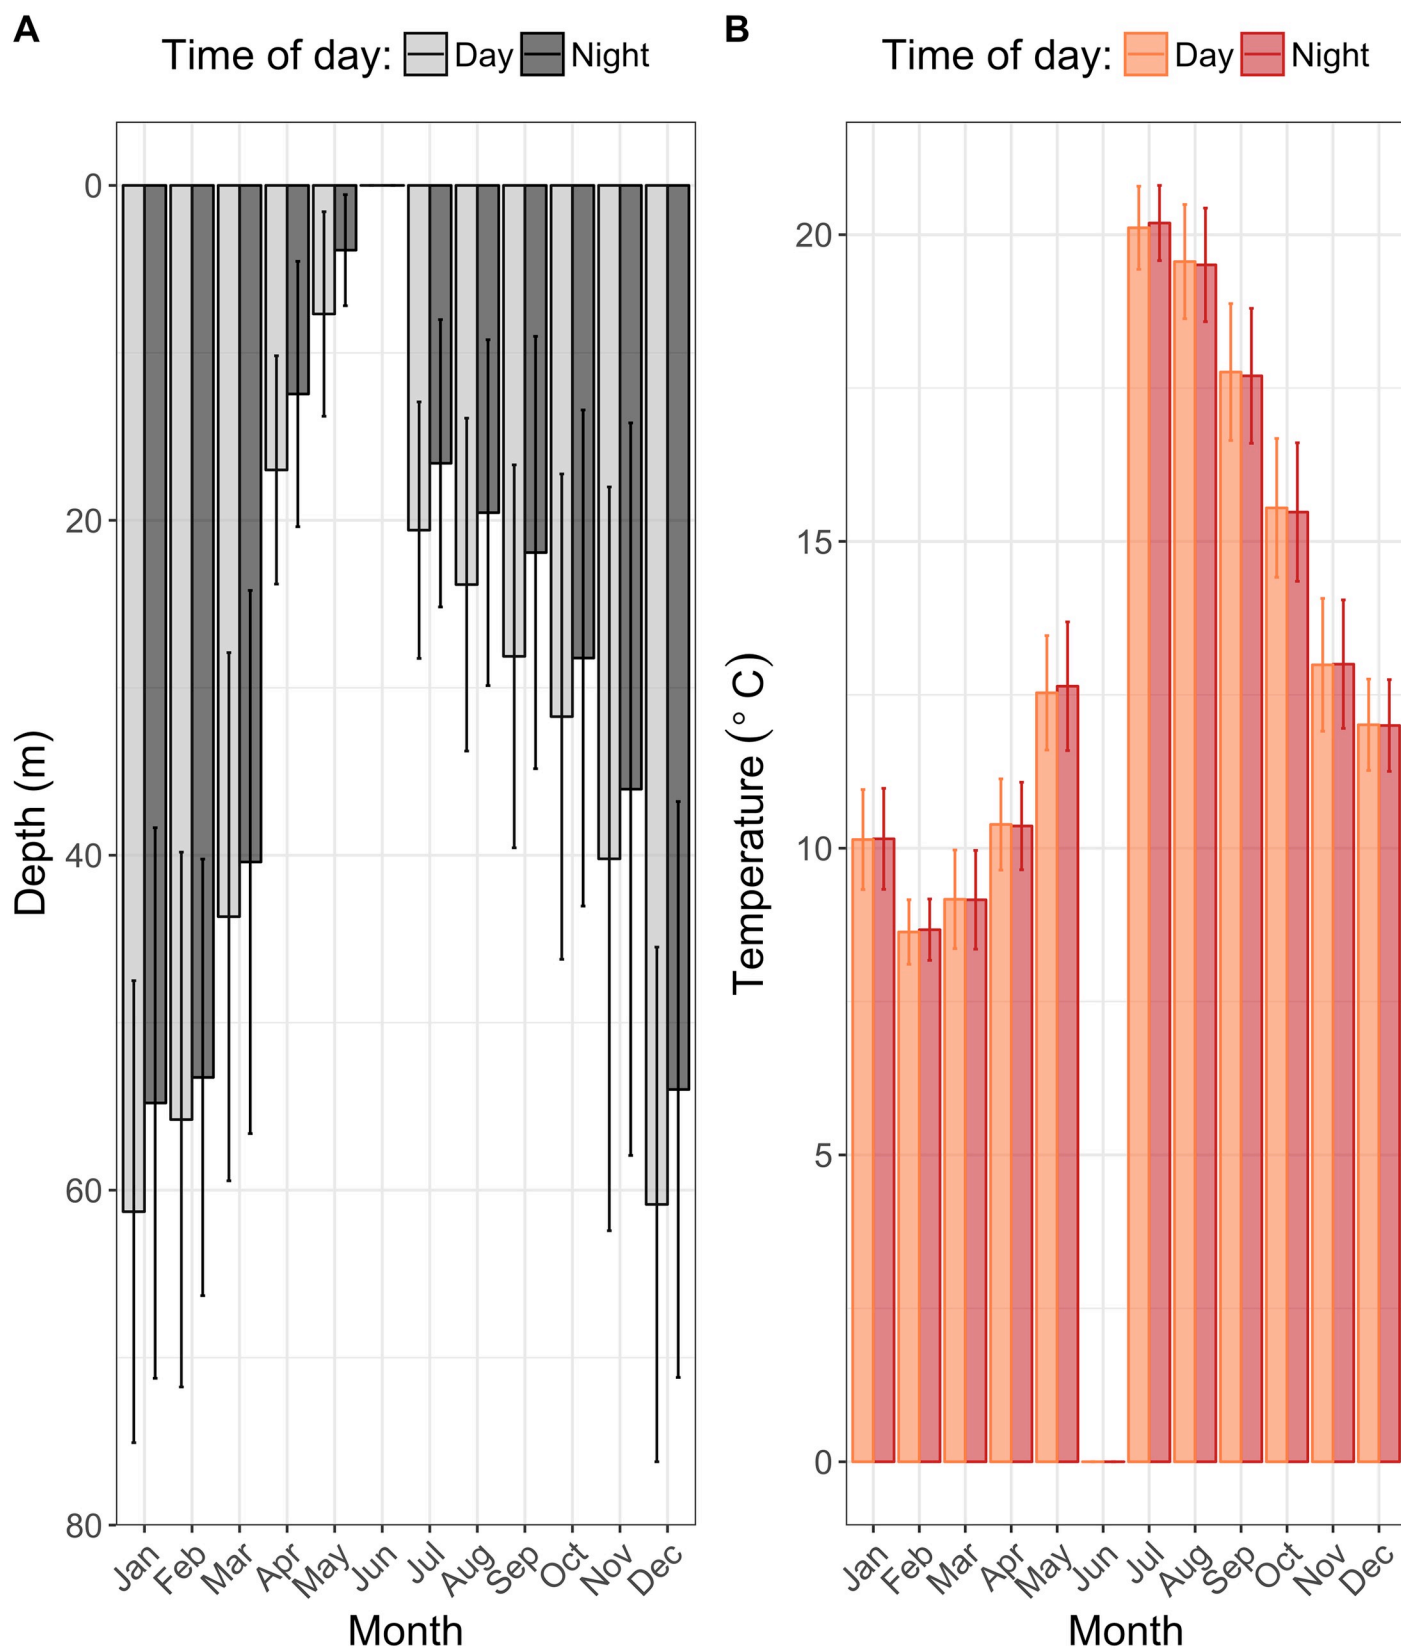 A
Time of day: Day Night
0
20
40
60
80
Depth (m)
Jan Feb Mar Apr May Jun Jul Aug Sep Oct Nov Dec
Month
B
Time of day: Day Night
20
15
10
5
0
Temperature (° C)
Jan Feb Mar Apr May Jun Jul Aug Sep Oct Nov Dec
Month